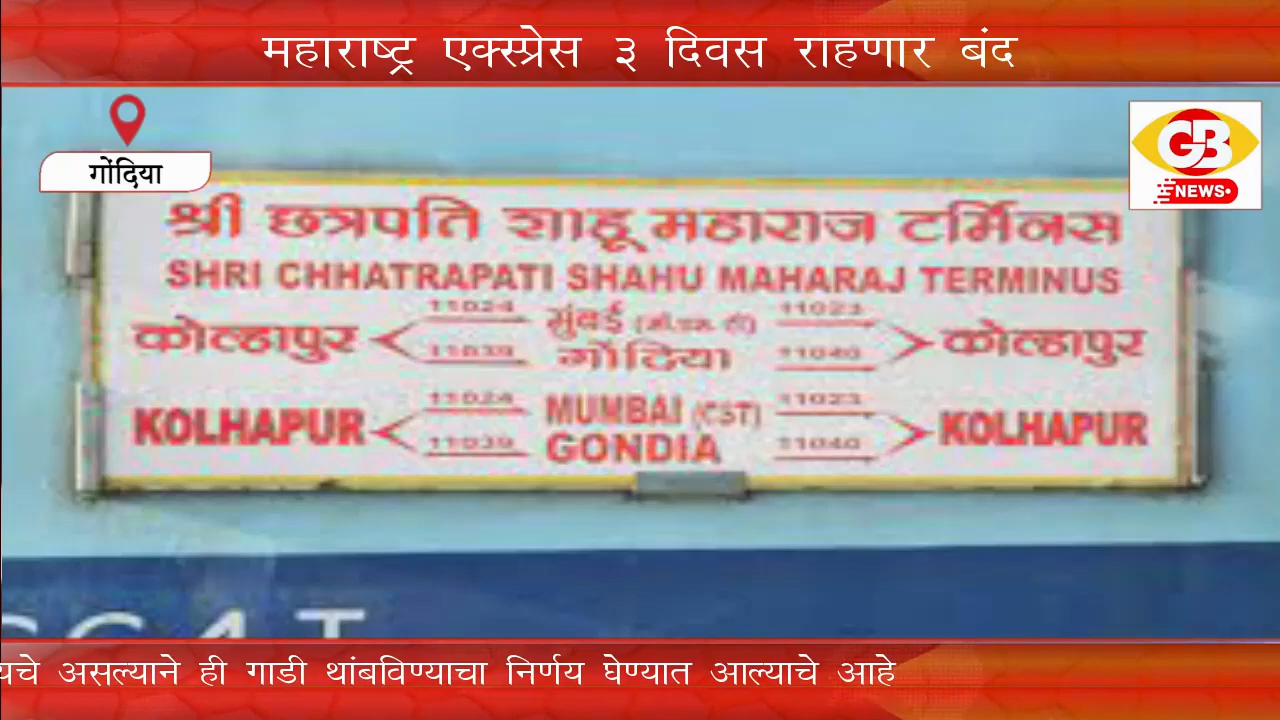 महाराष्ट्र एक्स्प्रेस ३ दिवस राहणार बंद
गोंदिया
GB
NEWS
श्री छत्रपति शाहू महाराज टर्मिनस
SHRI CHHATRAPATI SHAHU MAHARAJ TERMINUS
11024 मुंबई (सी.एस. टी) 11023
कोल्हापुर कोल्हापुर
11039 गोंदिया 11040
11024 MUMBAI (CST) 11023
KOLHAPUR KOLHAPUR
11039 GONDIA 11040
असल्याने ही गाडी थांबविण्याचा निर्णय घेण्यात आल्याचे आहे